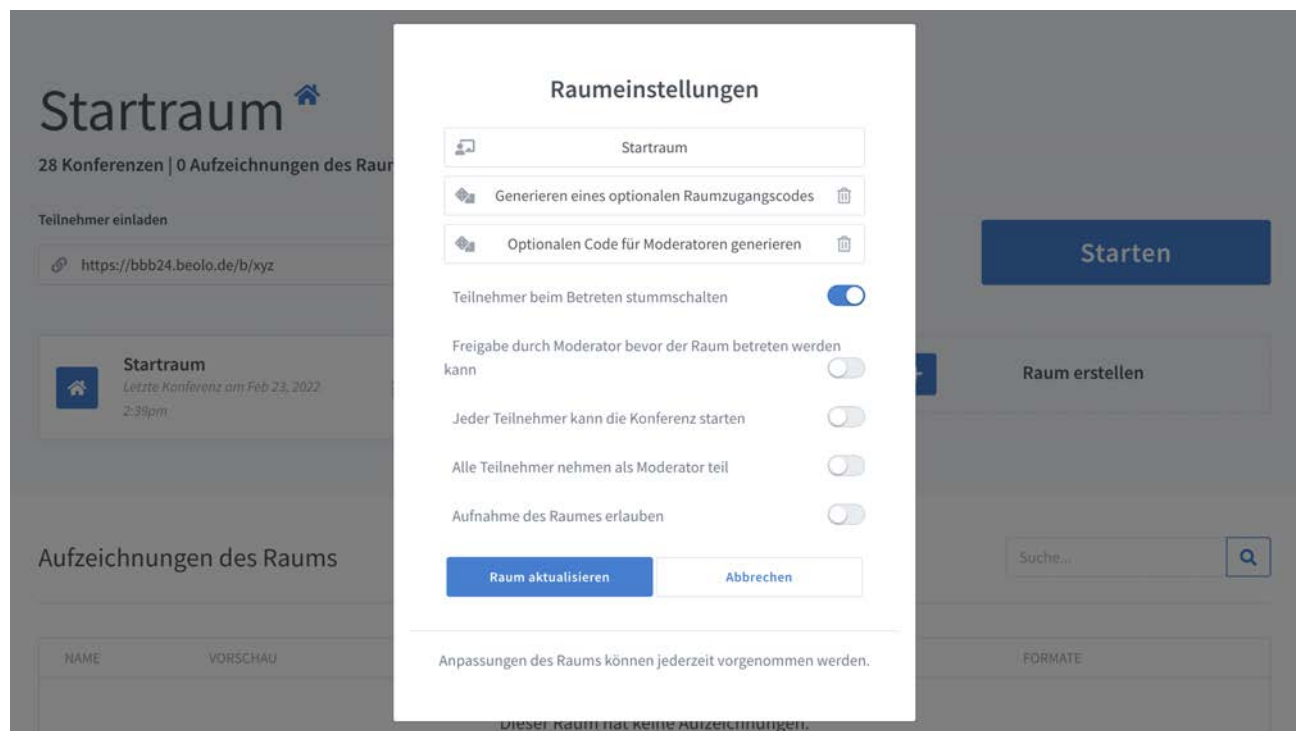 Raumeinstellungen
Startraum
28 Konferenzen | 0 Aufzeichnungen des
Startraum
Generieren eines optionalen Raumzugangscodes
Teilnehmer einladen
Optionalen Code für Moderatoren generieren
https://bbb24.beolo.de/b/xyz
Starten
Teilnehmer beim Betreten stummschalten
Freigabe durch Moderator bevor der Raum betreten werden
kann
Startraum
Letzte Konferenz am Feb 23, 2022
2:39pm
Raum erstellen
Jeder Teilnehmer kann die Konferenz starten
Alle Teilnehmer nehmen als Moderator teil
Aufnahme des Raumes erlauben
Aufzeichnungen des Raums
Suche...
Raum aktualisieren
Abbrechen
Anpassungen des Raums können jederzeit vorgenommen werden.
NAME
VORSCHAU
FORMATE
Dieser Raum hat keine Aufzeichnungen.